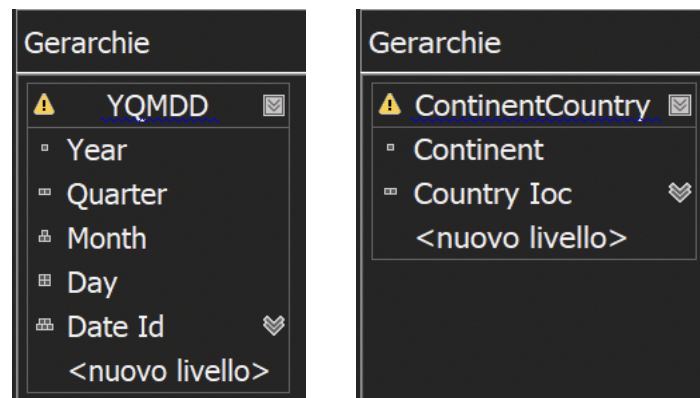 Gerarchie
YQMDD
Year
Quarter
Month
Day
Date Id
<nuovo livello>
Gerarchie
ContinentCountry
Continent
Country Ioc
<nuovo livello>